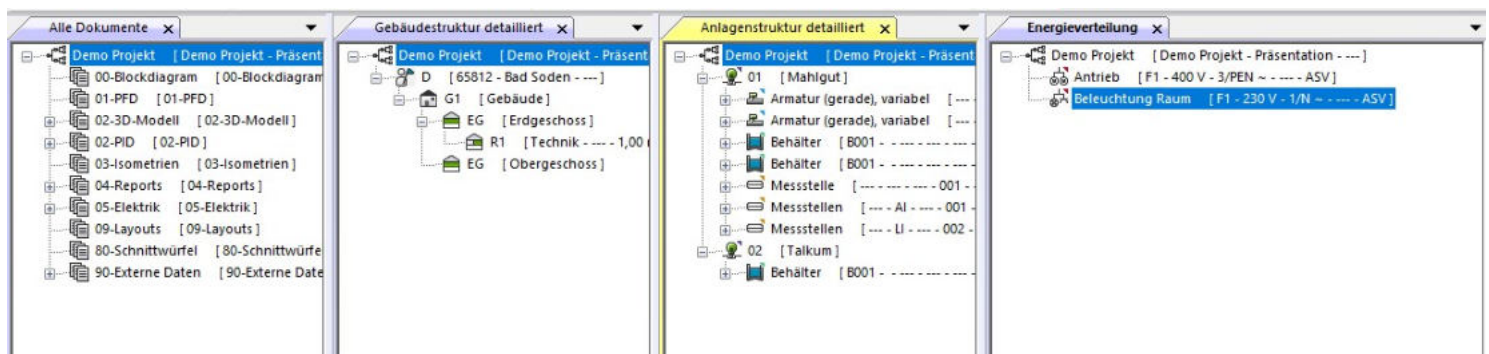 Alle Dokumente
Demo Projekt [ Demo Projekt - Präsent
00-Blockdiagram [ 00-Blockdiagram
01-PFD [ 01-PFD ]
02-3D-Modell [ 02-3D-Modell ]
02-PID [ 02-PID ]
03-Isometrien [ 03-Isometrien ]
04-Reports [ 04-Reports ]
05-Elektrik [ 05-Elektrik ]
09-Layouts [ 09-Layouts ]
80-Schnittwürfel [ 80-Schnittwürfe
90-Externe Daten [ 90-Externe Date
Gebäudestruktur detailliert
Demo Projekt [ Demo Projekt - Präsent
D [ 65812 - Bad Soden - --- ]
G1 [ Gebäude ]
EG [ Erdgeschoss ]
R1 [ Technik - --- - 1,00
EG [ Obergeschoss ]
Anlagenstruktur detailliert
Demo Projekt [ Demo Projekt - Präsent
01 [ Mahlgut ]
Armatur (gerade), variabel [ ---
Armatur (gerade), variabel [ ---
Behälter [ B001 -
Behälter [ B001 -
Messstelle [ --- - --- - --- - 001 -
Messstellen [ --- - AI - --- - 001 -
Messstellen [ --- - LI - --- - 002 -
02 [ Talkum ]
Behälter [ B001 - - --- - --- - ---
Energieverteilung
Demo Projekt [ Demo Projekt - Präsentation - --- ]
Antrieb [ F1 - 400 V - 3/PEN ~ - --- - ASV ]
Beleuchtung Raum [ F1 - 230 V - 1/N ~ - --- - ASV ]